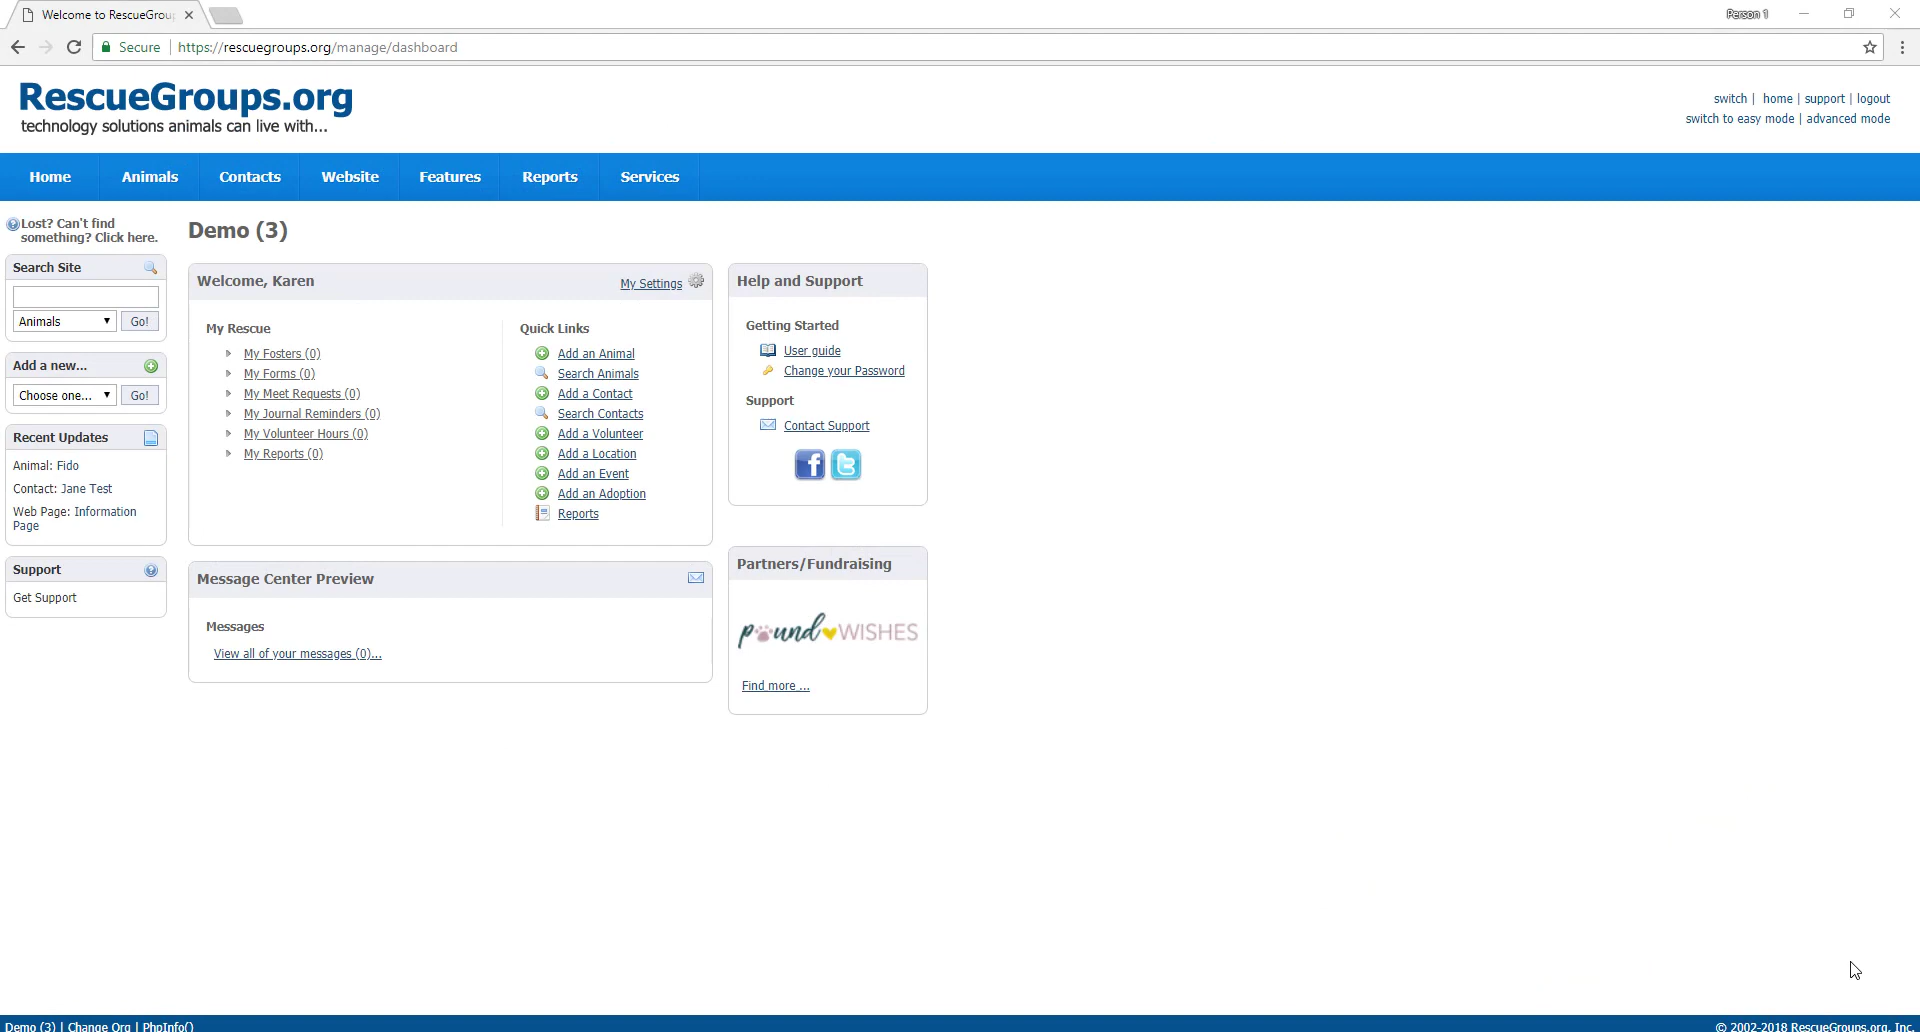 Welcome to RescueGrou
Person 1
Secure
https://rescuegroups.org/manage/dashboard
RescueGroups.org
technology solutions animals can live with...
switch | home | support | logout
switch to easy mode | advanced mode
Home
Animals
Contacts
Website
Features
Reports
Services
Lost? Can't find
something? Click here.
Search Site
Animals
Go!
Add a new...
Choose one...
Go!
Recent Updates
Animal: Fido
Contact: Jane Test
Web Page: Information
Page
Support
Get Support
Demo (3)
Welcome, Karen
My Settings
My Rescue
My Fosters (0)
My Forms (0)
My Meet Requests (0)
My Journal Reminders (0)
My Volunteer Hours (0)
My Reports (0)
Quick Links
Add an Animal
Search Animals
Add a Contact
Search Contacts
Add a Volunteer
Add a Location
Add an Event
Add an Adoption
Reports
Message Center Preview
Messages
View all of your messages (0)...
Help and Support
Getting Started
User guide
Change your Password
Support
Contact Support
Partners/Fundraising
pound WISHES
Find more ...
Demo (3) | Change Org | PhpInfo()
© 2002-2018 RescueGroups.org, Inc.